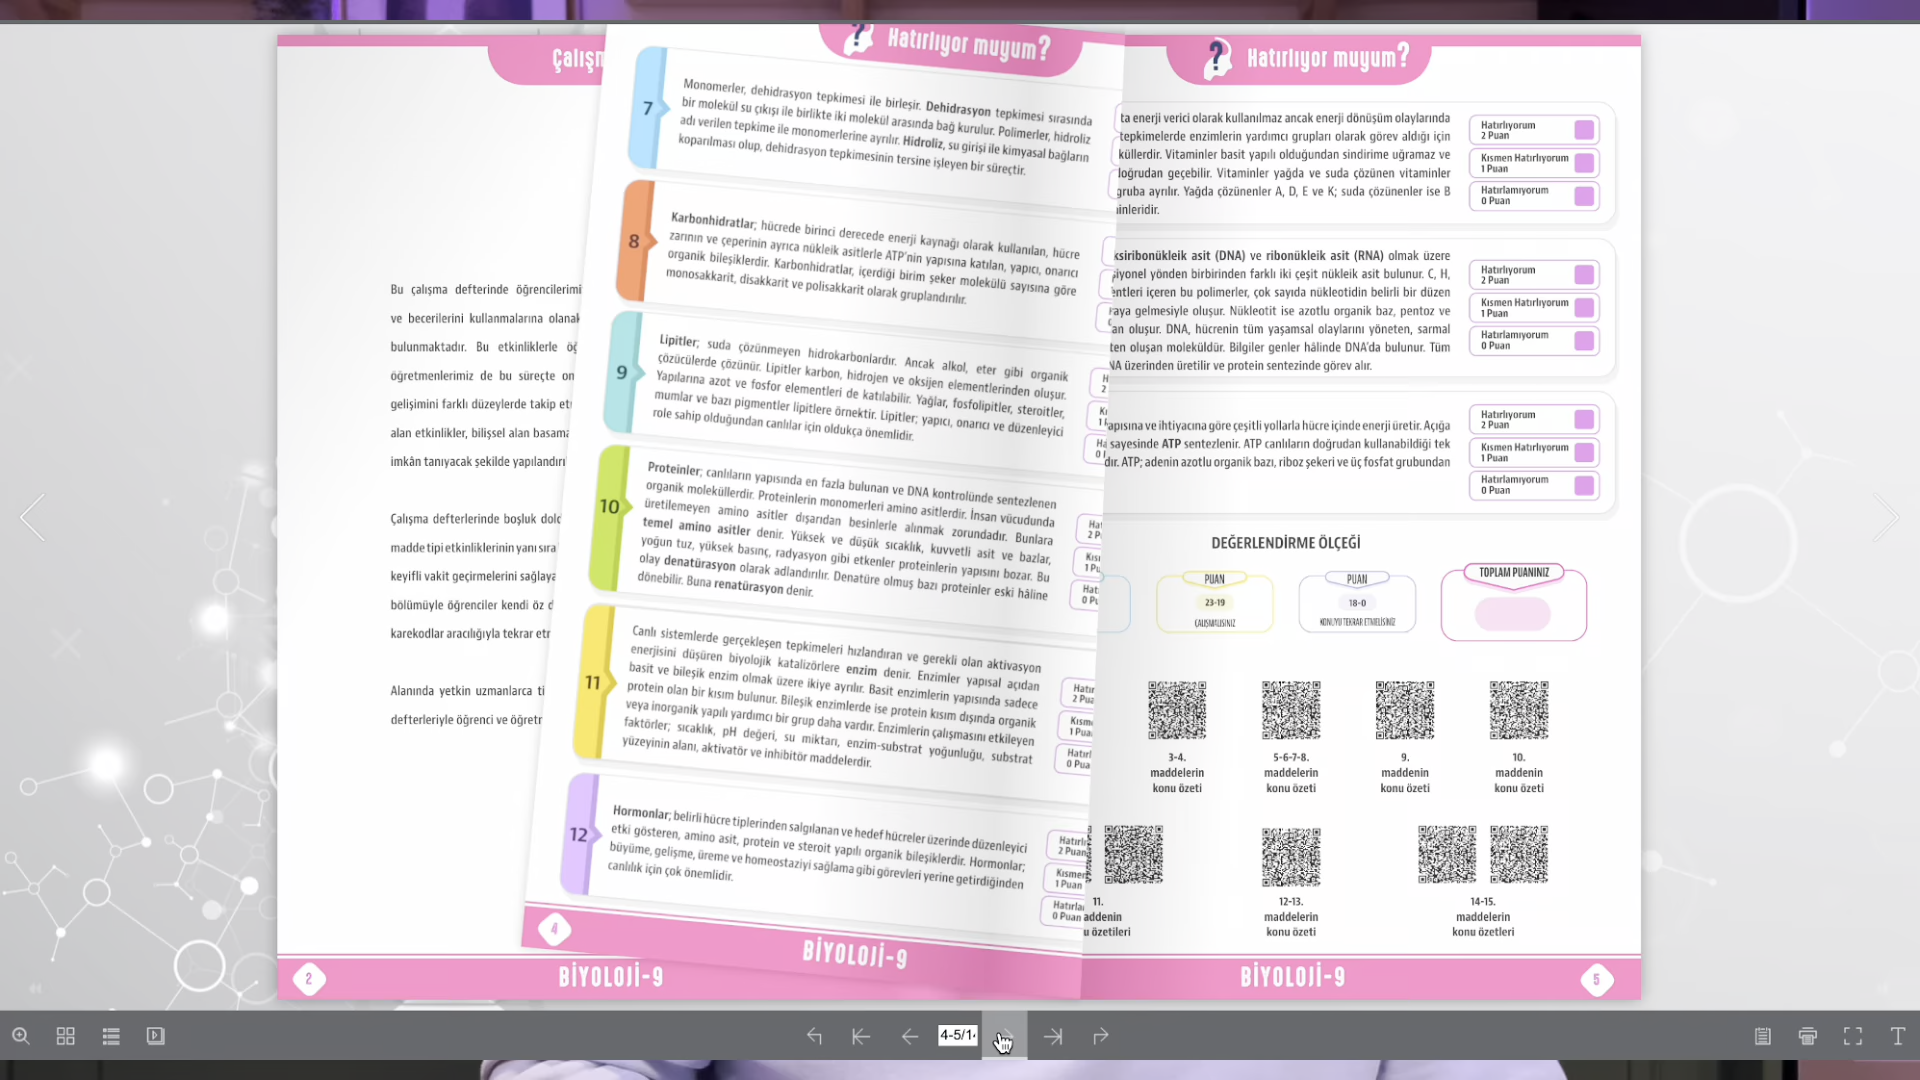 Bu çalışma defterinde öğrencilerimi
ve becerilerini kullanmalarına olanak
bulunmaktadır. Bu etkinliklerle öğ
öğretmenlerimiz de bu süreçte on
gelişimini farklı düzeylerde takip et
alan etkinlikler, bilişsel alan basama
imkân tanıyacak şekilde yapılandırı
Çalışma defterlerinde boşluk dold
madde tipi etkinliklerinin yanı sıra
keyifli vakit geçirmelerini sağlaya
bölümüyle öğrenciler kendi öz d
karekodlar aracılığıyla tekrar etr
Alanında yetkin uzmanlarca ti
defterleriyle öğrenci ve öğretr
2
BİYOLOJİ-9
? Hatırlıyor muyum?
7
Monomerler, dehidrasyon tepkimesi ile birleşir. Dehidrasyon tepkimesi sırasında
bir molekül su çıkışı ile birlikte iki molekül arasında bağ kurulur. Polimerler, hidroliz
adı verilen tepkime ile monomerlerine ayrılır. Hidroliz, su girişi ile kimyasal bağların
koparılması olup, dehidrasyon tepkimesinin tersine işleyen bir süreçtir.
8
Karbonhidratlar; hücrede birinci derecede enerji kaynağı olarak kullanılan, hücre
zarının ve çeperinin ayrıca nükleik asitlerle ATP'nin yapısına katılan, yapıcı, onarıcı
organik bileşiklerdir. Karbonhidratlar, içerdiği birim şeker molekülü sayısına göre
monosakkarit, disakkarit ve polisakkarit olarak gruplandırılır.
9
Lipitler; suda çözünmeyen hidrokarbonlardır. Ancak alkol, eter gibi organik
çözücülerde çözünür. Lipitler karbon, hidrojen ve oksijen elementlerinden oluşur.
Yapılarına azot ve fosfor elementleri de katılabilir. Yağlar, fosfolipitler, steroitler,
mumlar ve bazı pigmentler lipitlere örnektir. Lipitler; yapıcı, onarıcı ve düzenleyici
role sahip olduğundan canlılar için oldukça önemlidir.
10
Proteinler; canlıların yapısında en fazla bulunan ve DNA kontrolünde sentezlenen
organik moleküllerdir. Proteinlerin monomerleri amino asitlerdir. İnsan vücudunda
üretilemeyen amino asitler dışarıdan besinlerle alınmak zorundadır. Bunlara
temel amino asitler denir. Yüksek ve düşük sıcaklık, kuvvetli asit ve bazlar,
yoğun tuz, yüksek basınç, radyasyon gibi etkenler proteinlerin yapısını bozar. Bu
olay denatürasyon olarak adlandırılır. Denatüre olmuş bazı proteinler eski hâline
dönebilir. Buna renatürasyon denir.
11
Canlı sistemlerde gerçekleşen tepkimeleri hızlandıran ve gerekli olan aktivasyon
enerjisini düşüren biyolojik katalizörlere enzim denir. Enzimler yapısal açıdan
basit ve bileşik enzim olmak üzere ikiye ayrılır. Basit enzimlerin yapısında sadece
protein olan bir kısım bulunur. Bileşik enzimlerde ise protein kısım dışında organik
veya inorganik yapılı yardımcı bir grup daha vardır. Enzimlerin çalışmasını etkileyen
faktörler; sıcaklık, pH değeri, su miktarı, enzim-substrat yoğunluğu, substrat
yüzeyinin alanı, aktivatör ve inhibitör maddelerdir.
12
Hormonlar; belirli hücre tiplerinden salgılanan ve hedef hücreler üzerinde düzenleyici
etki gösteren, amino asit, protein ve steroit yapılı organik bileşiklerdir. Hormonlar;
büyüme, gelişme, üreme ve homeostaziyi sağlama gibi görevleri yerine getirdiğinden
canlılık için çok önemlidir.
4
BİYOLOJİ-9
? Hatırlıyor muyum?
ta enerji verici olarak kullanılmaz ancak enerji dönüşüm olaylarında
tepkimelerde enzimlerin yardımcı grupları olarak görev aldığı için
küllerdir. Vitaminler basit yapılı olduğundan sindirime uğramaz ve
doğrudan geçebilir. Vitaminler yağda ve suda çözünen vitaminler
gruba ayrılır. Yağda çözünenler A, D, E ve K; suda çözünenler ise B
inleridir.
Hatırlıyorum
2 Puan
Kısmen Hatırlıyorum
1 Puan
Hatırlamıyorum
0 Puan
ksiribonükleik asit (DNA) ve ribonükleik asit (RNA) olmak üzere
siyonel yönden birbirinden farklı iki çeşit nükleik asit bulunur. C, H,
entleri içeren bu polimerler, çok sayıda nükleotidin belirli bir düzen
raya gelmesiyle oluşur. Nükleotit ise azotlu organik baz, pentoz ve
an oluşur. DNA, hücrenin tüm yaşamsal olaylarını yöneten, sarmal
ten oluşan moleküldür. Bilgiler genler hâlinde DNA'da bulunur. Tüm
NA üzerinden üretilir ve protein sentezinde görev alır.
Hatırlıyorum
2 Puan
Kısmen Hatırlıyorum
1 Puan
Hatırlamıyorum
0 Puan
apısına ve ihtiyacına göre çeşitli yollarla hücre içinde enerji üretir. Açığa
sayesinde ATP sentezlenir. ATP canlıların doğrudan kullanabildiği tek
dır. ATP; adenin azotlu organik bazı, riboz şekeri ve üç fosfat grubundan
Hatırlıyorum
2 Puan
Kısmen Hatırlıyorum
1 Puan
Hatırlamıyorum
0 Puan
DEĞERLENDİRME ÖLÇEĞİ
PUAN
23-19
ÇALIŞMALISINIZ
PUAN
18-0
KONUYU TEKRAR ETMELİSİNİZ
TOPLAM PUANINIZ
3-4.
maddelerin
konu özeti
5-6-7-8.
maddelerin
konu özeti
9.
maddenin
konu özeti
10.
maddenin
konu özeti
11.
addenin
u özetleri
12-13.
maddelerin
konu özeti
14-15.
maddelerin
konu özetleri
BİYOLOJİ-9
5
4-5/1